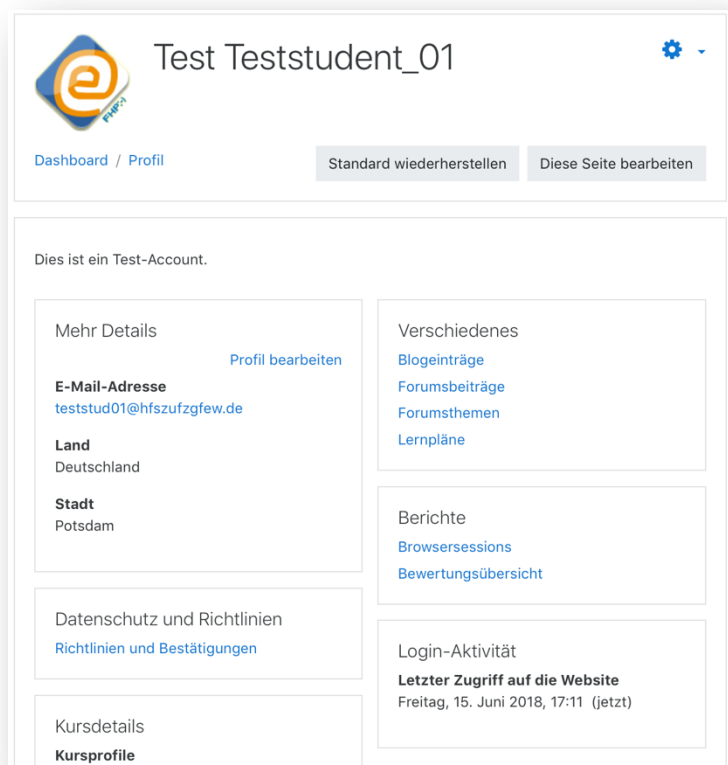 Test Teststudent_01
FHP:-)
Dashboard / Profil
Standard wiederherstellen
Diese Seite bearbeiten
Dies ist ein Test-Account.
Mehr Details
Profil bearbeiten
E-Mail-Adresse
teststud01@hfszufzgfew.de
Land
Deutschland
Stadt
Potsdam
Datenschutz und Richtlinien
Richtlinien und Bestätigungen
Kursdetails
Kursprofile
Verschiedenes
Blogeinträge
Forumsbeiträge
Forumsthemen
Lernpläne
Berichte
Browsersessions
Bewertungsübersicht
Login-Aktivität
Letzter Zugriff auf die Website
Freitag, 15. Juni 2018, 17:11 (jetzt)